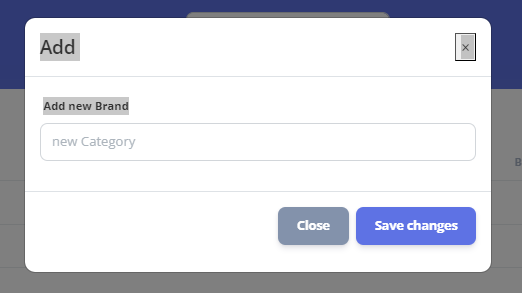 Add
×
Add new Brand
new Category
Close
Save changes
B